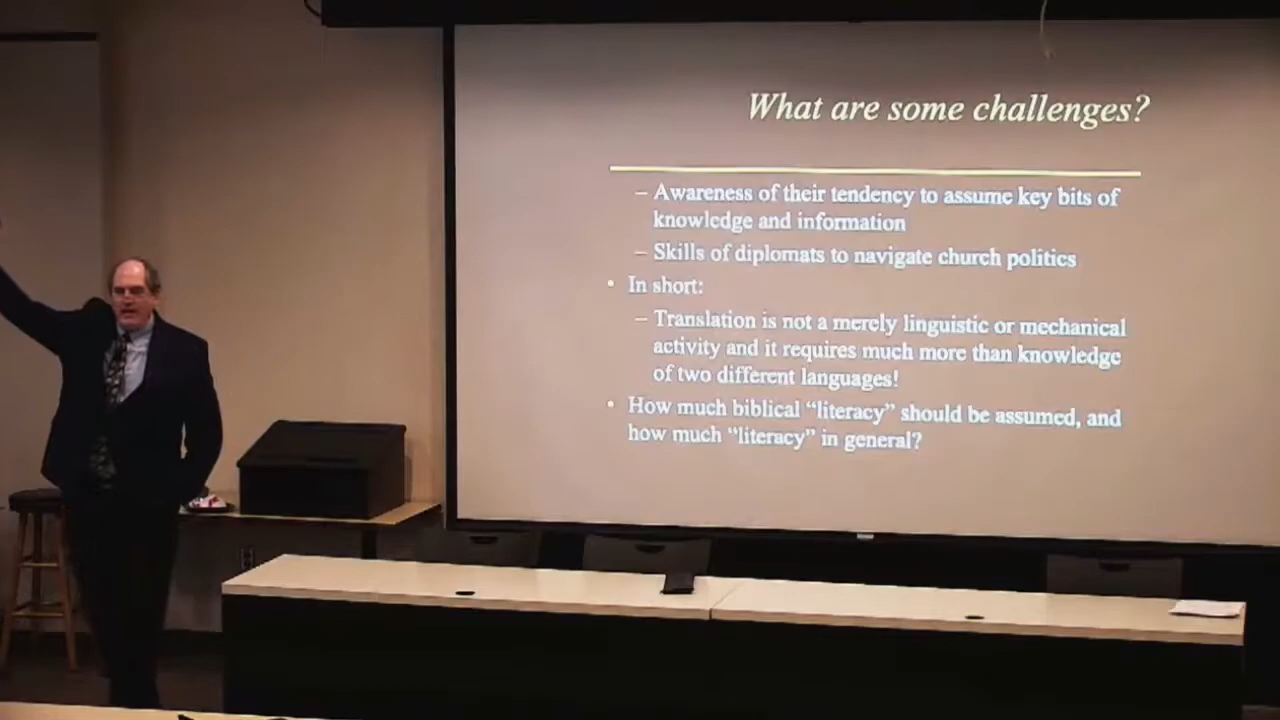 What are some challenges?
– Awareness of their tendency to assume key bits of
knowledge and information
– Skills of diplomats to navigate church politics
• In short:
– Translation is not a merely linguistic or mechanical
activity and it requires much more than knowledge
of two different languages!
• How much biblical “literacy” should be assumed, and
how much “literacy” in general?